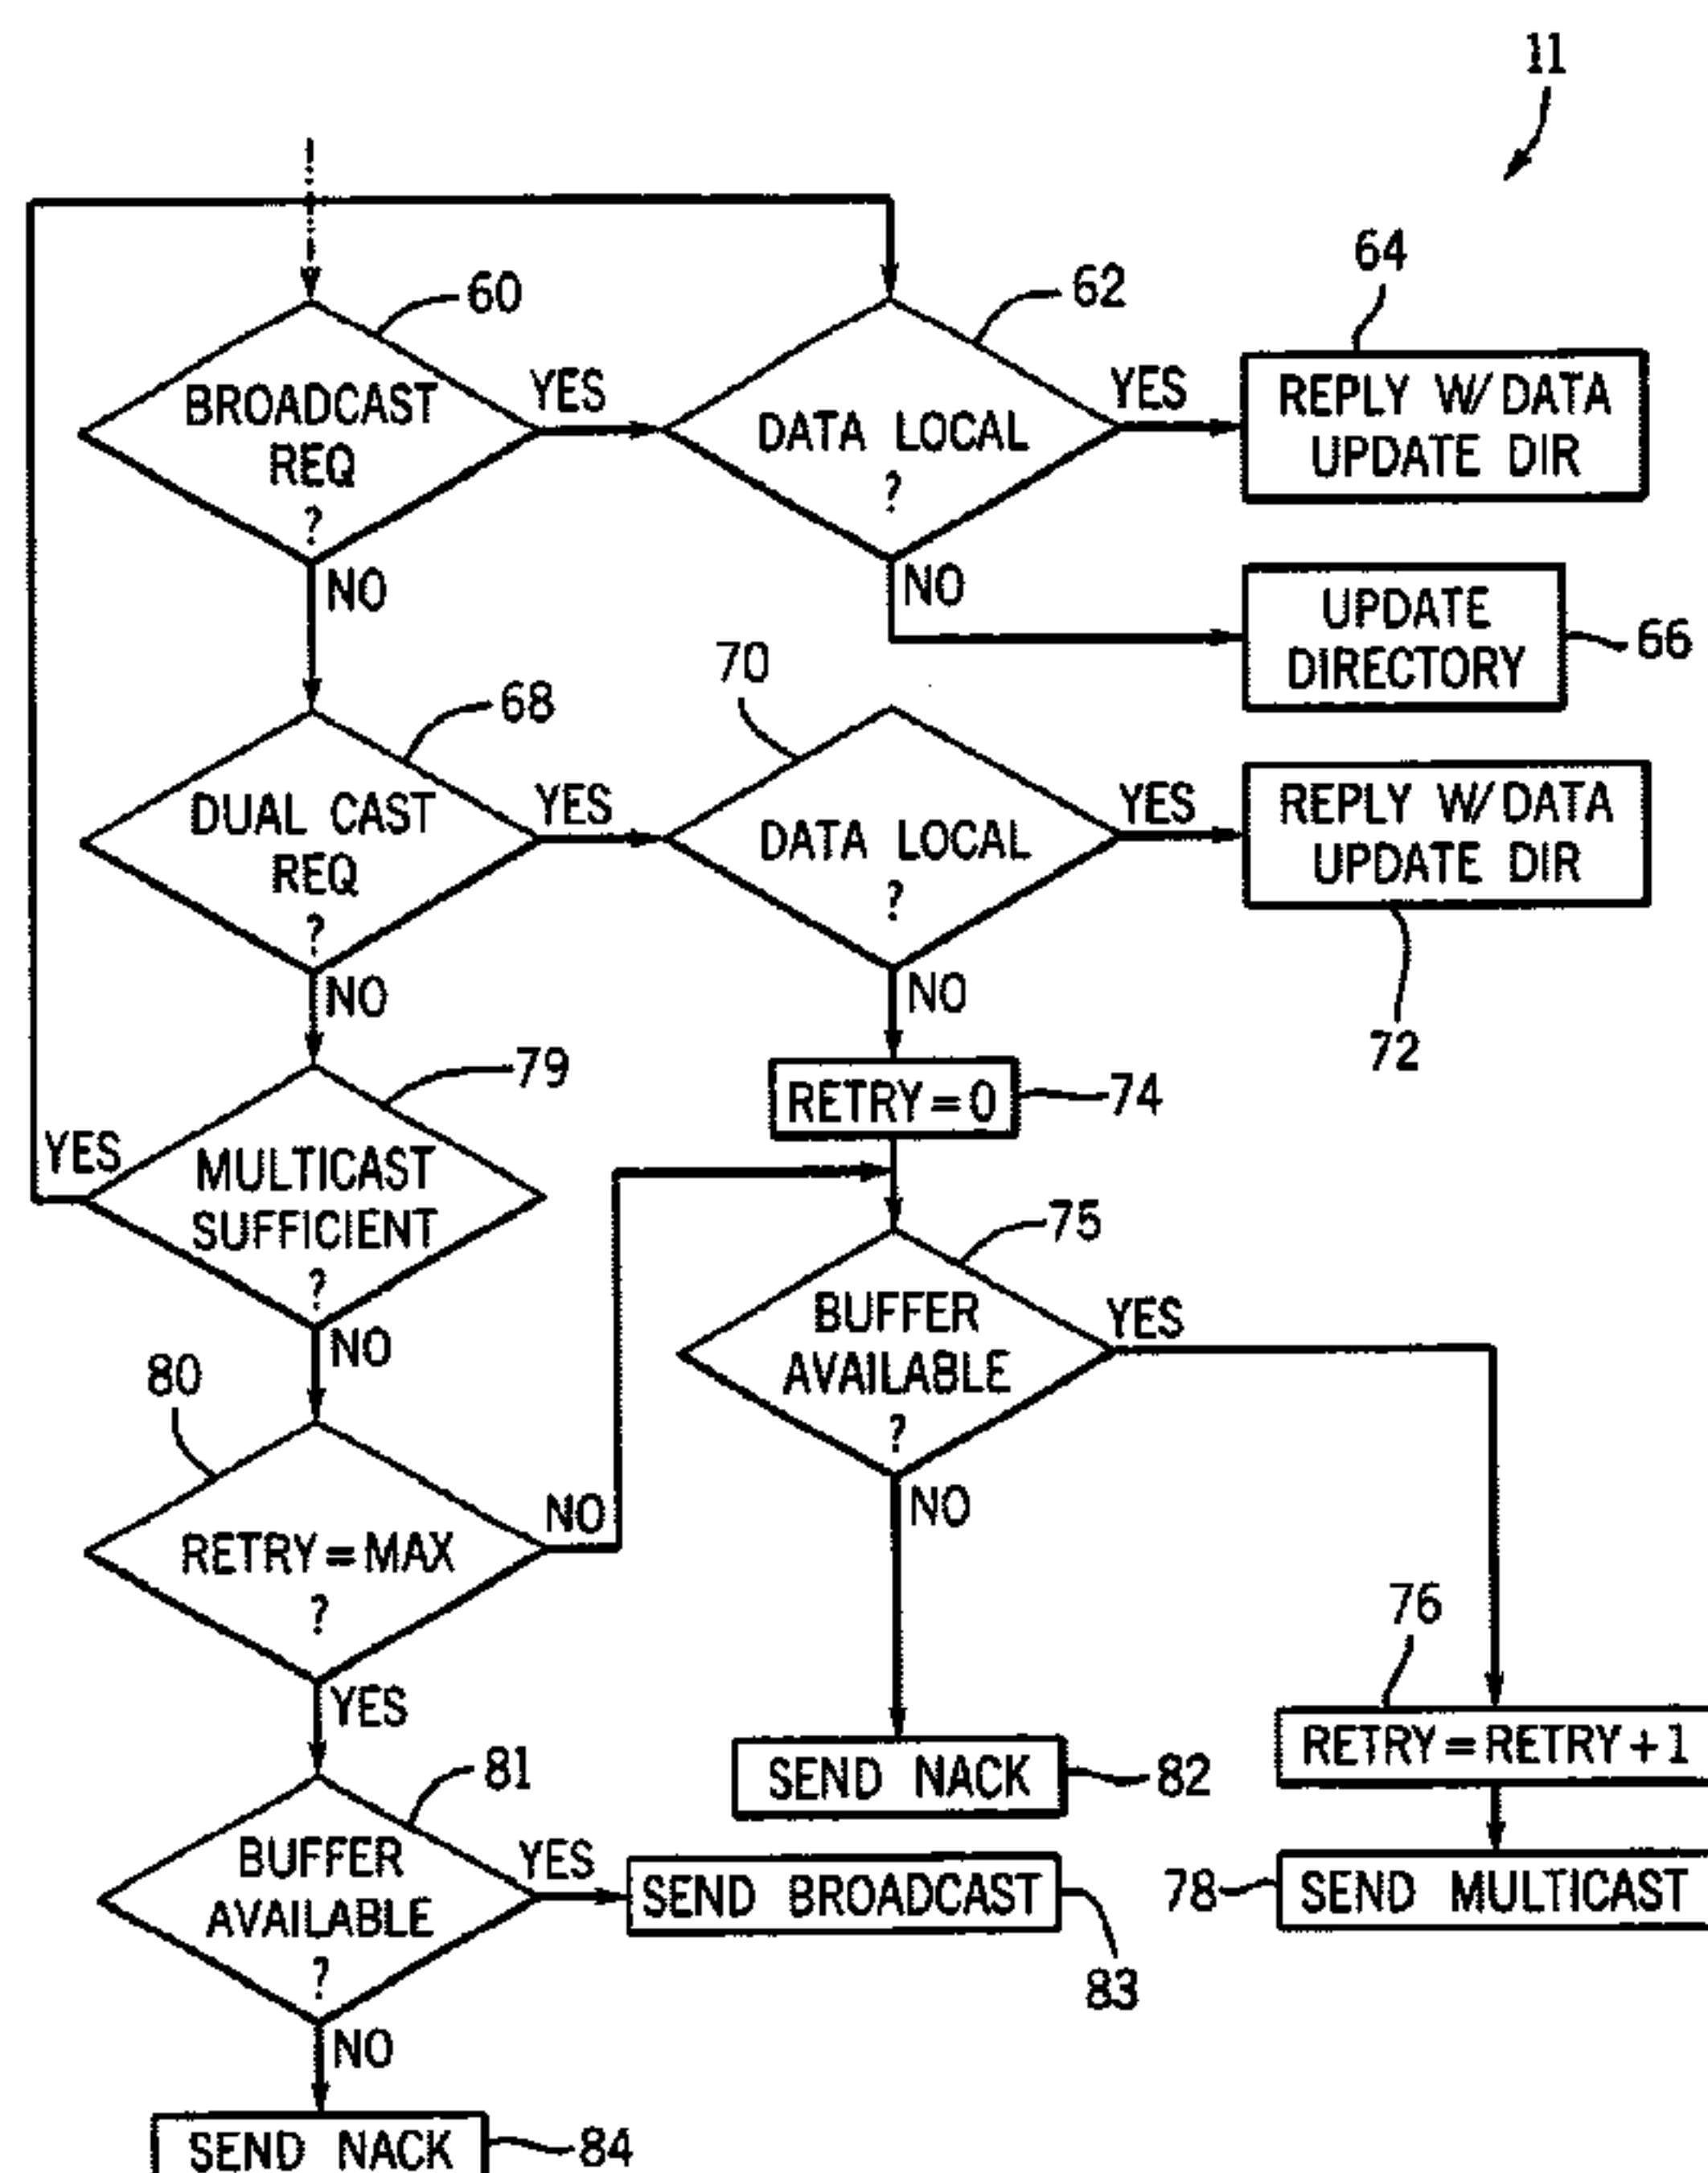 11
60
62
64
BROADCAST
REQ
?
YES
DATA LOCAL
?
YES
REPLY W/DATA
UPDATE DIR
NO
NO
UPDATE
DIRECTORY
66
68
70
DUAL CAST
REQ
?
YES
DATA LOCAL
?
YES
REPLY W/DATA
UPDATE DIR
72
NO
NO
79
RETRY=0
74
YES
MULTICAST
SUFFICIENT
?
NO
75
BUFFER
AVAILABLE
?
YES
NO
80
RETRY=MAX
?
NO
YES
76
RETRY=RETRY+1
SEND NACK
82
81
BUFFER
AVAILABLE
?
YES
SEND BROADCAST
83
78
SEND MULTICAST
NO
SEND NACK
84